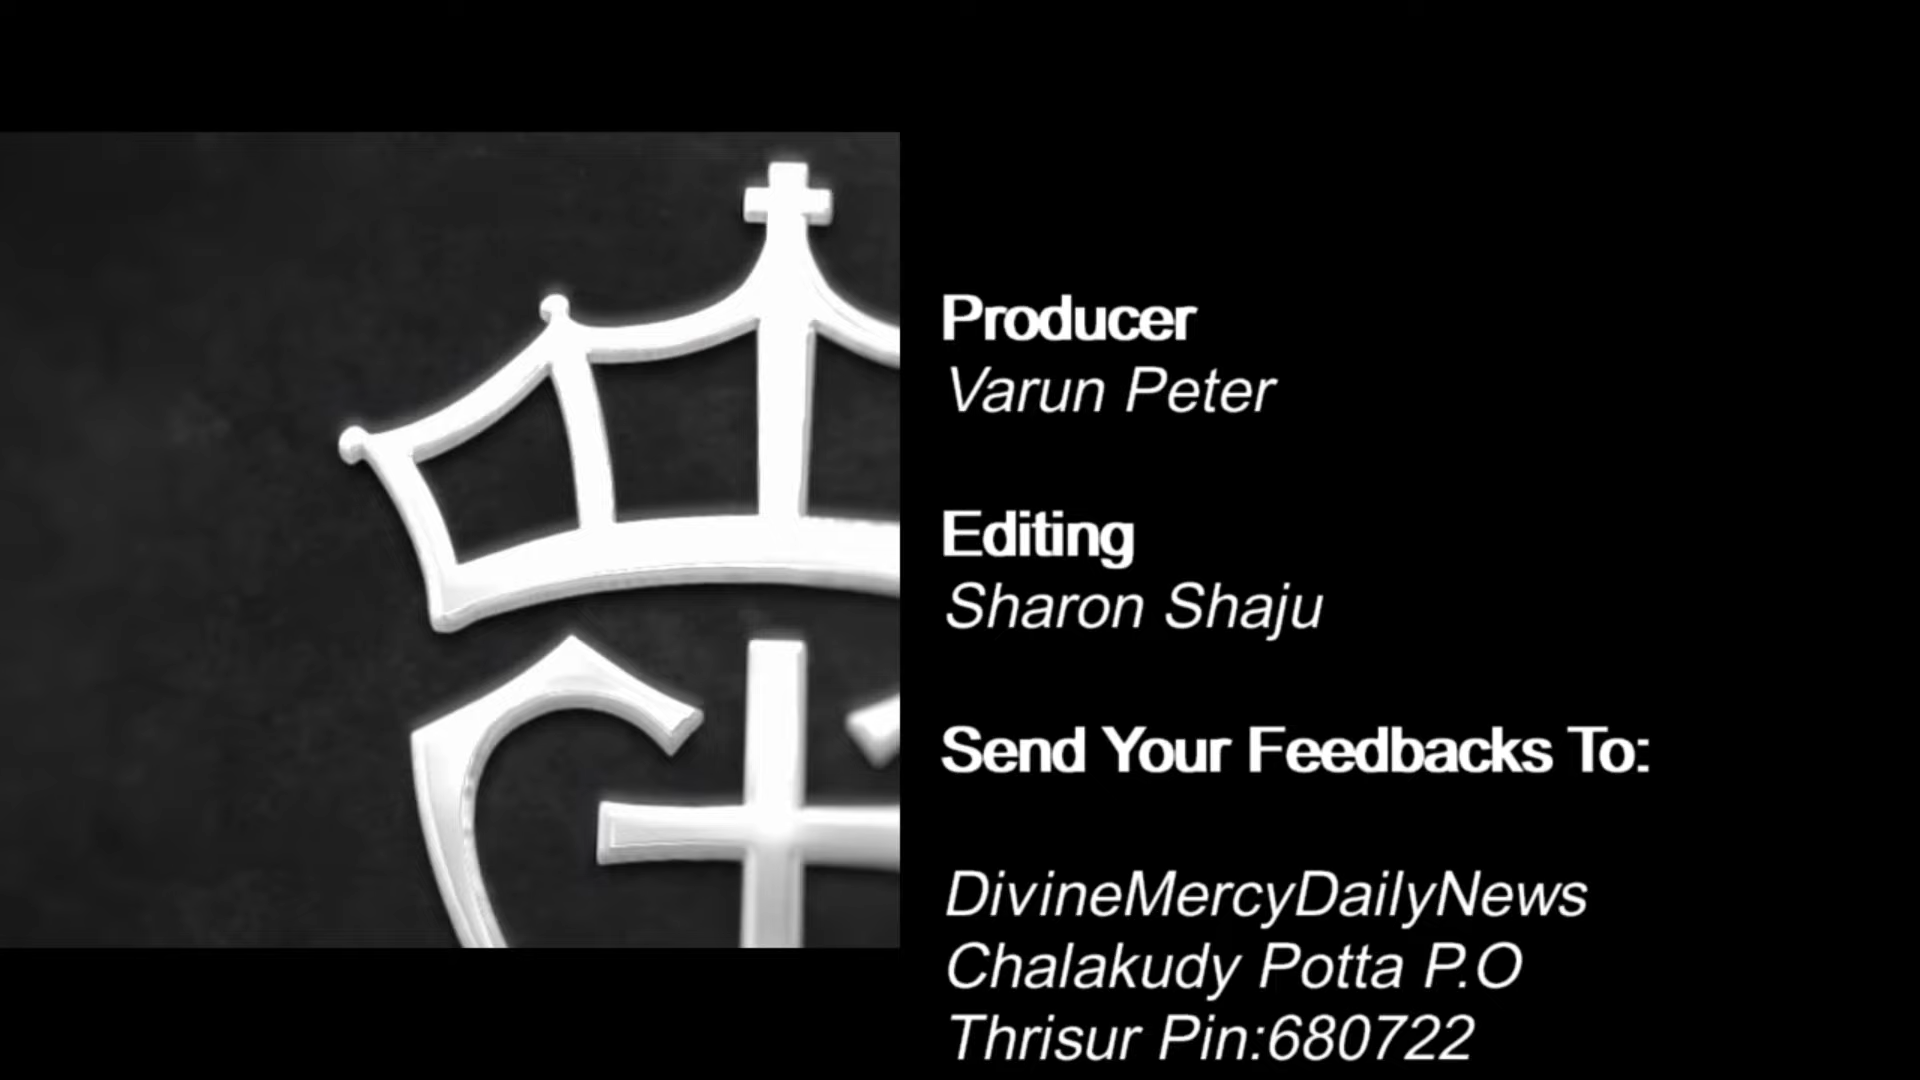 Producer
Varun Peter
Editing
Sharon Shaju
Send Your Feedbacks To:
DivineMercyDailyNews
Chalakudy Potta P.O
Thrisur Pin:680722